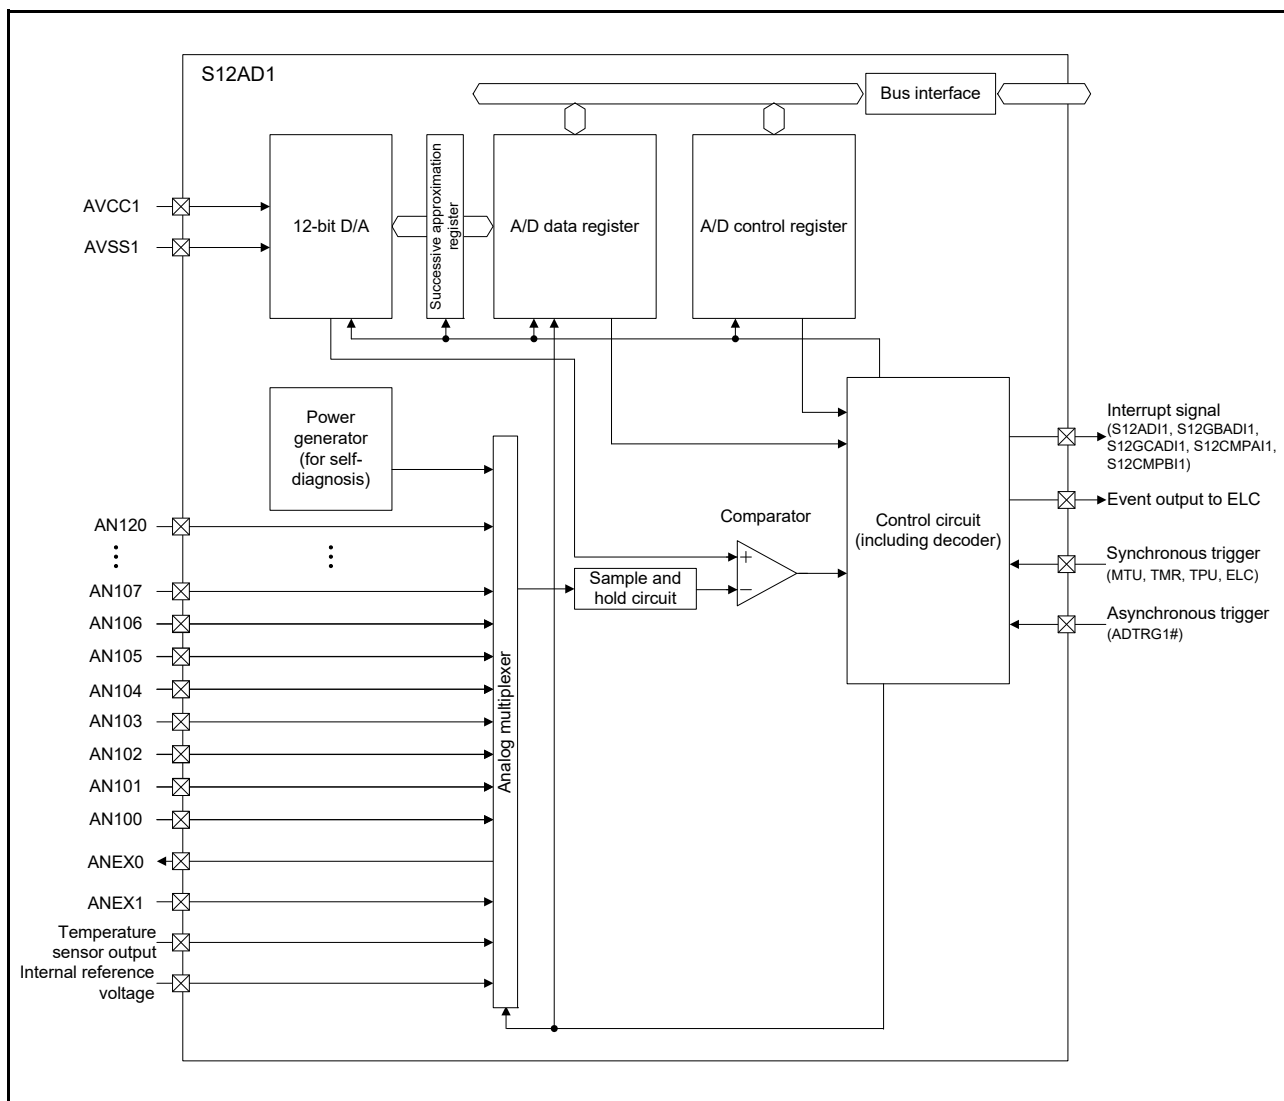 S12AD1
Bus interface
AVCC1
AVSS1
12-bit D/A
Successive approximation
register
A/D data register
A/D control register
Power
generator
(for self-
diagnosis)
Interrupt signal
(S12ADI1, S12GBADI1,
S12GCADI1, S12CMPAI1,
S12CMPBI1)
Event output to ELC
Synchronous trigger
(MTU, TMR, TPU, ELC)
Asynchronous trigger
(ADTRG1#)
Control circuit
(including decoder)
Comparator
+
−
Sample and
hold circuit
Analog multiplexer
AN120
AN107
AN106
AN105
AN104
AN103
AN102
AN101
AN100
ANEX0
ANEX1
Temperature
sensor output
Internal reference
voltage